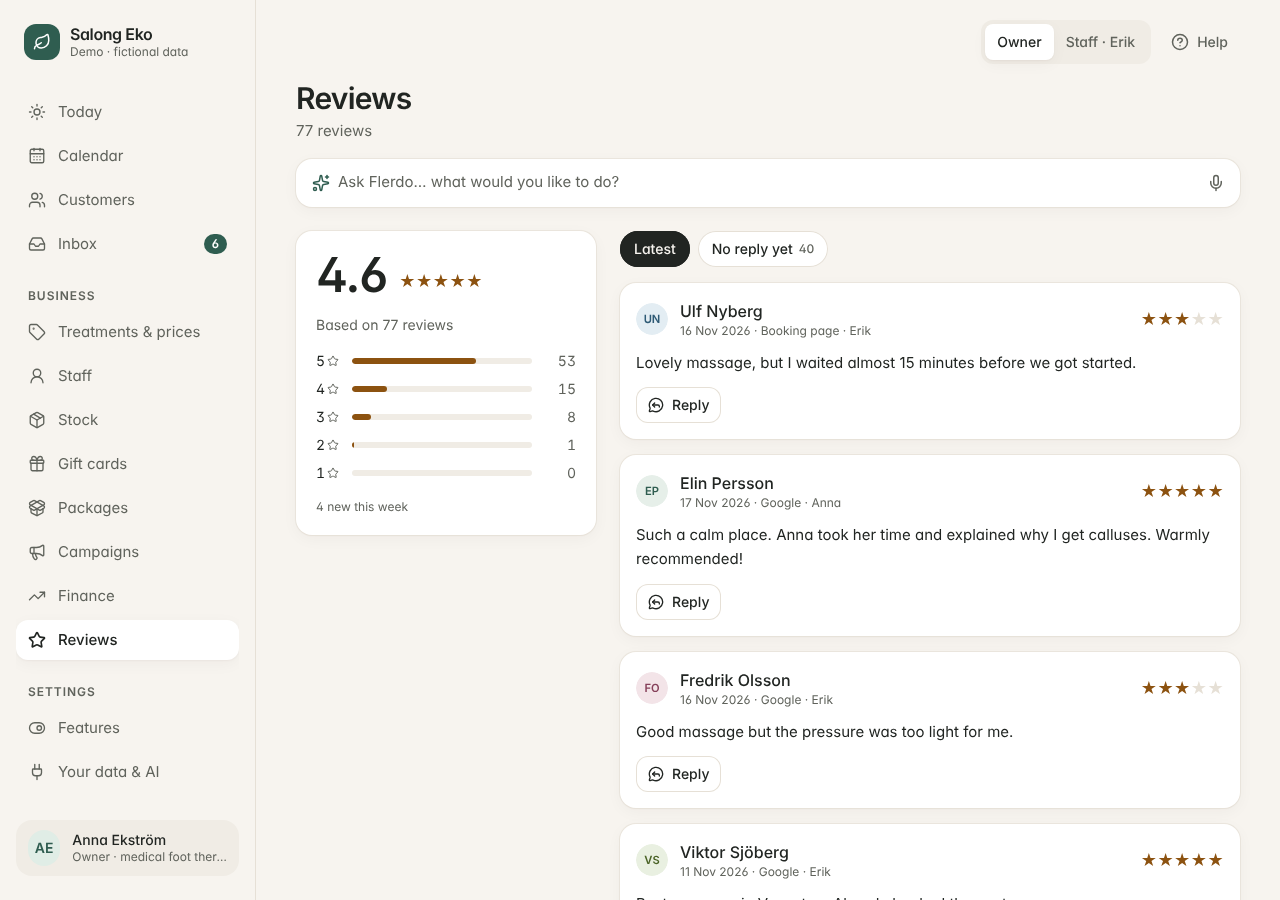 Salong Eko
Demo · fictional data
Today
Calendar
Customers
Inbox 6
BUSINESS
Treatments & prices
Staff
Stock
Gift cards
Packages
Campaigns
Finance
Reviews
SETTINGS
Features
Your data & AI
AE
Anna Ekström
Owner · medical foot ther...
Owner
Staff · Erik
Help
Reviews
77 reviews
Ask Flerdo... what would you like to do?
4.6 ★★★★★
Based on 77 reviews
5 53
4 15
3 8
2 1
1 0
4 new this week
Latest
No reply yet 40
UN
Ulf Nyberg
16 Nov 2026 · Booking page · Erik
Lovely massage, but I waited almost 15 minutes before we got started.
Reply
EP
Elin Persson
17 Nov 2026 · Google · Anna
Such a calm place. Anna took her time and explained why I get calluses. Warmly
recommended!
Reply
FO
Fredrik Olsson
16 Nov 2026 · Google · Erik
Good massage but the pressure was too light for me.
Reply
VS
Viktor Sjöberg
11 Nov 2026 · Google · Erik